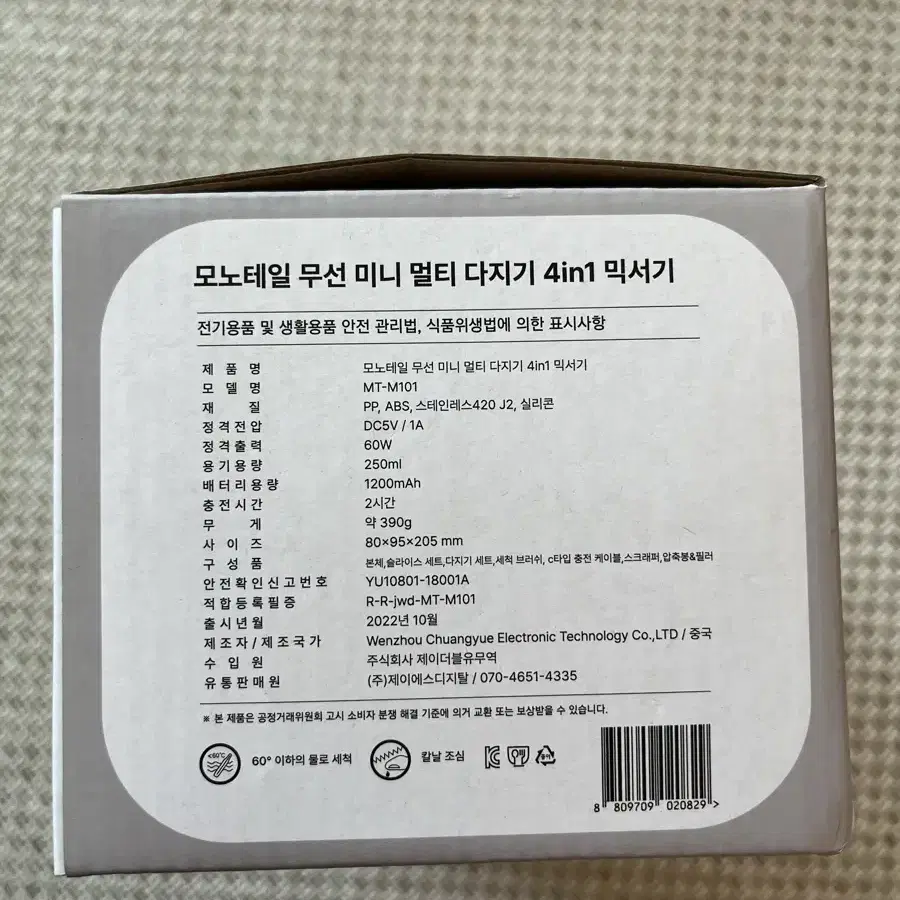 모노테일 무선 미니 멀티 다지기 4in1 믹서기
전기용품 및 생활용품 안전 관리법, 식품위생법에 의한 표시사항
제품명 모노테일 무선 미니 멀티 다지기 4in1 믹서기
모델명 MT-M101
재질 PP, ABS, 스테인레스420 J2, 실리콘
정격전압 DC5V / 1A
정격출력 60W
용기용량 250ml
배터리용량 1200mAh
충전시간 2시간
무게 약 390g
사이즈 80×95×205 mm
구성품 본체,슬라이스 세트,다지기 세트,세척 브러쉬, c타입 충전 케이블,스크래퍼,압축봉&필러
안전확인신고번호 YU10801-18001A
적합등록필증 R-R-jwd-MT-M101
출시년월 2022년 10월
제조자/제조국가 Wenzhou Chuangyue Electronic Technology Co.,LTD / 중국
수입원 주식회사 제이더블유무역
유통판매원 (주)제이에스디지탈 / 070-4651-4335
※ 본 제품은 공정거래위원회 고시 소비자 분쟁 해결 기준에 의거 교환 또는 보상받을 수 있습니다.
<60℃ 60° 이하의 물로 세척 칼날 조심
8 809709 020829 >